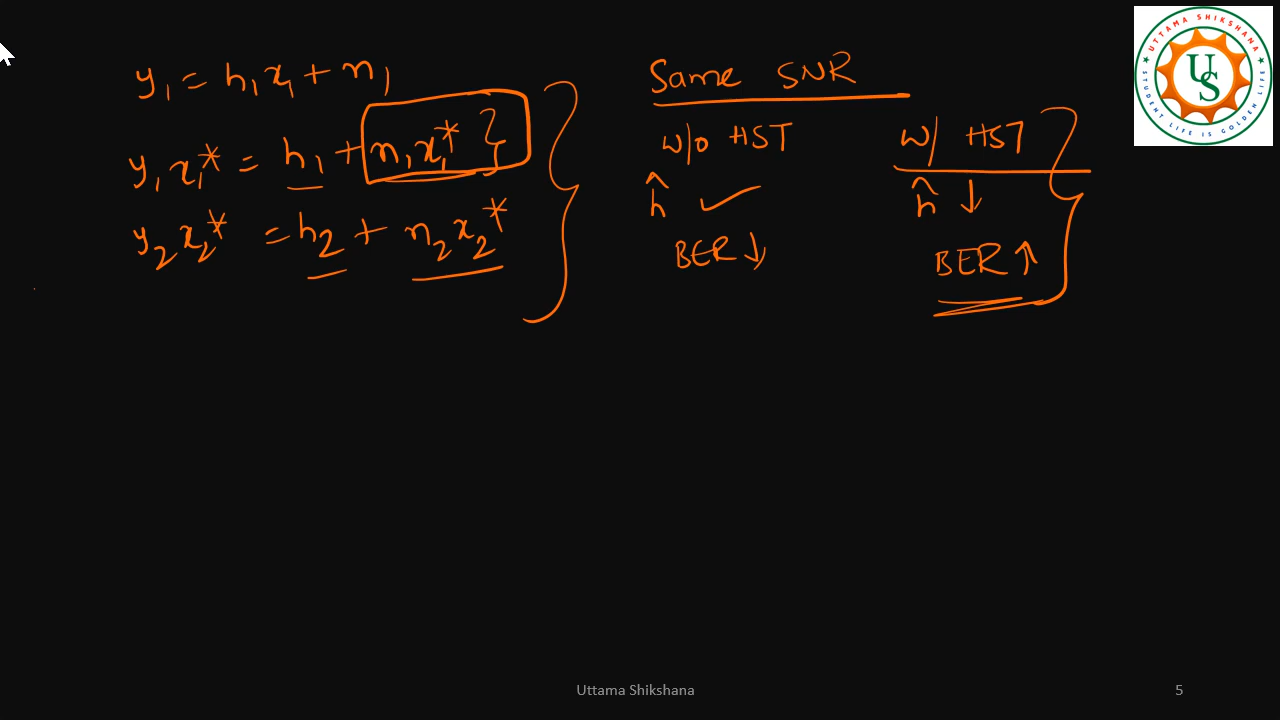 y₁ = h₁x₁ + n₁
y₁x₁* = h₁ + n₁x₁* }
y₂x₂* = h₂ + n₂x₂*
Same SNR
w/o HST
ĥ ✓
BER ↓
w/ HST
ĥ ↓
BER ↑
UTTAMA SHIKSHANA
US
STUDENT LIFE IS GOLDEN LIFE
Uttama Shikshana
5